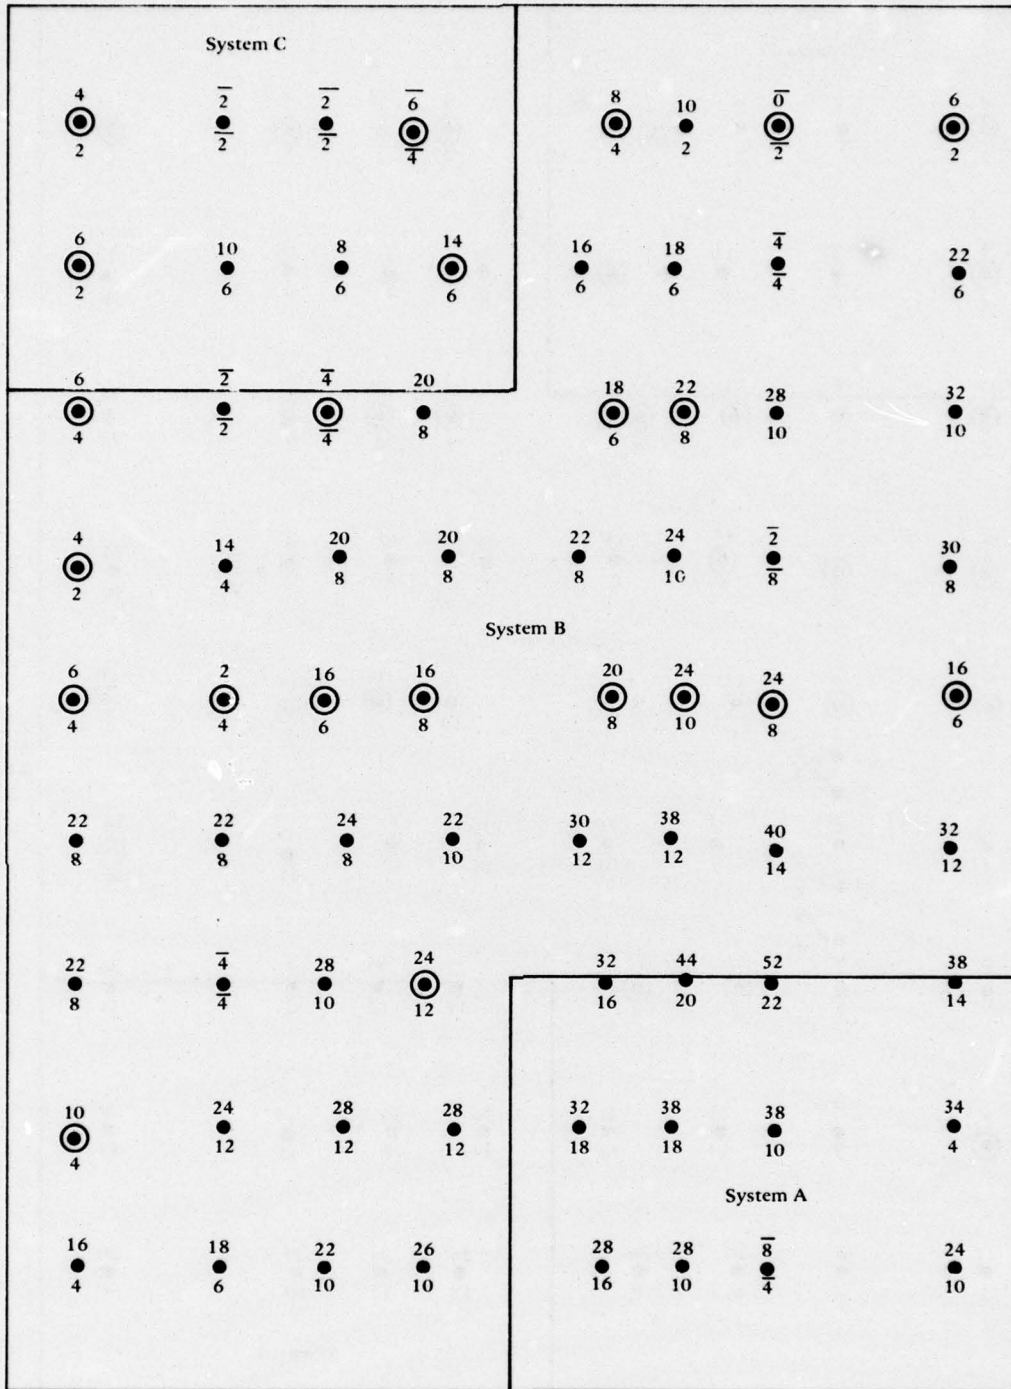 System C
4 2̅ 2̅ 6̅ 8 10 0̅ 6
2 2̅ 2̅ 4̅ 4 2 2̅ 2
6 10 8 14 16 18 4̅ 22
2 6 6 6 6 6 4̅ 6
6 2̅ 4̅ 20 18 22 28 32
4 2̅ 4̅ 8 6 8 10 10
4 14 20 20 22 24 2̅ 30
2 4 8 8 8 10 8̅ 8
System B
6 2 16 16 20 24 24 16
4 4 6 8 8 10 8 6
22 22 24 22 30 38 40 32
8 8 8 10 12 12 14 12
22 4̅ 28 24 32 44 52 38
8 4̅ 10 12 16 20 22 14
10 24 28 28 32 38 38 34
4 12 12 12 18 18 10 4
System A
16 18 22 26 28 28 8̅ 24
4 6 10 10 16 10 4̅ 10